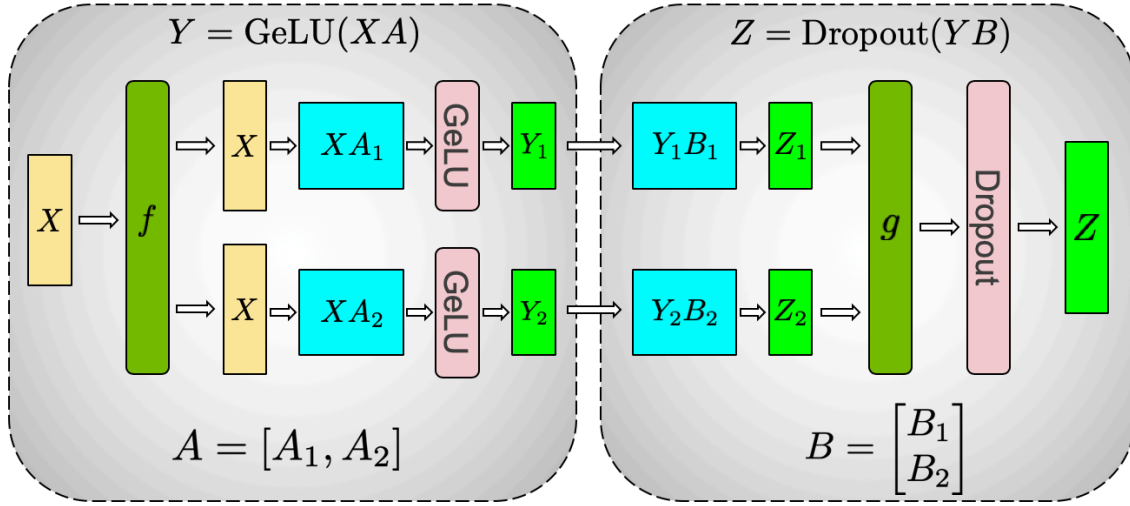 Y = GeLU(XA)
X
f
X
XA₁
GeLU
Y₁
X
XA₂
GeLU
Y₂
A = [A₁, A₂]
Z = Dropout(YB)
Y₁B₁
Z₁
Y₂B₂
Z₂
g
Dropout
Z
B = [B₁
B₂]